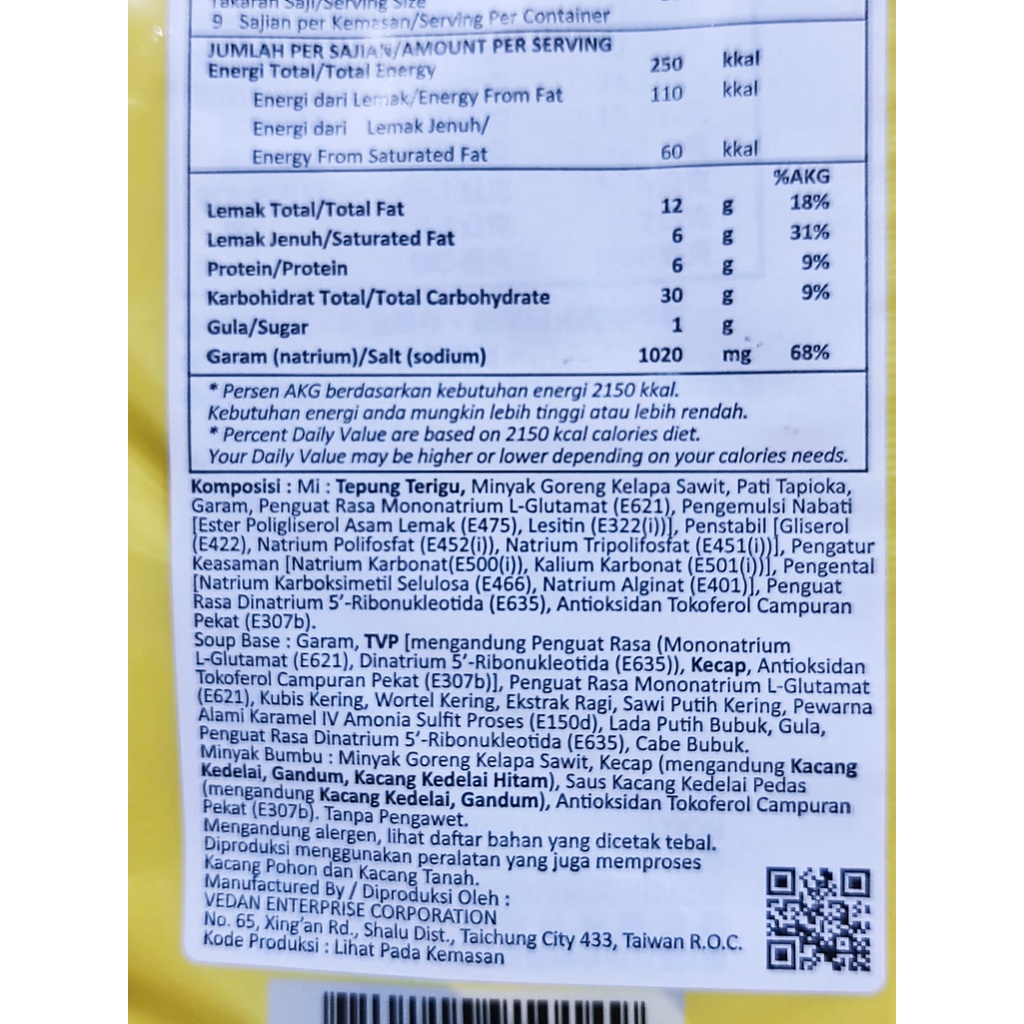 Takaran Saji/Serving Size
9 Sajian per Kemasan/Serving Per Container
JUMLAH PER SAJIAN/AMOUNT PER SERVING
Energi Total/Total Energy 250 kkal
Energi dari Lemak/Energy From Fat 110 kkal
Energi dari Lemak Jenuh/
Energy From Saturated Fat 60 kkal
%AKG
Lemak Total/Total Fat 12 g 18%
Lemak Jenuh/Saturated Fat 6 g 31%
Protein/Protein 6 g 9%
Karbohidrat Total/Total Carbohydrate 30 g 9%
Gula/Sugar 1 g
Garam (natrium)/Salt (sodium) 1020 mg 68%
* Persen AKG berdasarkan kebutuhan energi 2150 kkal.
Kebutuhan energi anda mungkin lebih tinggi atau lebih rendah.
* Percent Daily Value are based on 2150 kcal calories diet.
Your Daily Value may be higher or lower depending on your calories needs.
Komposisi : Mi : Tepung Terigu, Minyak Goreng Kelapa Sawit, Pati Tapioka,
Garam, Penguat Rasa Mononatrium L-Glutamat (E621), Pengemulsi Nabati
[Ester Poligliserol Asam Lemak (E475), Lesitin (E322(i))], Penstabil [Gliserol
(E422), Natrium Polifosfat (E452(i)), Natrium Tripolifosfat (E451(i))], Pengatur
Keasaman [Natrium Karbonat(E500(i)), Kalium Karbonat (E501(i))], Pengental
[Natrium Karboksimetil Selulosa (E466), Natrium Alginat (E401)], Penguat
Rasa Dinatrium 5’-Ribonukleotida (E635), Antioksidan Tokoferol Campuran
Pekat (E307b).
Soup Base : Garam, TVP [mengandung Penguat Rasa (Mononatrium
L-Glutamat (E621), Dinatrium 5’-Ribonukleotida (E635)), Kecap, Antioksidan
Tokoferol Campuran Pekat (E307b)], Penguat Rasa Mononatrium L-Glutamat
(E621), Kubis Kering, Wortel Kering, Ekstrak Ragi, Sawi Putih Kering, Pewarna
Alami Karamel IV Amonia Sulfit Proses (E150d), Lada Putih Bubuk, Gula,
Penguat Rasa Dinatrium 5’-Ribonukleotida (E635), Cabe Bubuk.
Minyak Bumbu : Minyak Goreng Kelapa Sawit, Kecap (mengandung Kacang
Kedelai, Gandum, Kacang Kedelai Hitam), Saus Kacang Kedelai Pedas
(mengandung Kacang Kedelai, Gandum), Antioksidan Tokoferol Campuran
Pekat (E307b). Tanpa Pengawet.
Mengandung alergen, lihat daftar bahan yang dicetak tebal.
Diproduksi menggunakan peralatan yang juga memproses
Kacang Pohon dan Kacang Tanah.
Manufactured By / Diproduksi Oleh :
VEDAN ENTERPRISE CORPORATION
No. 65, Xing’an Rd., Shalu Dist., Taichung City 433, Taiwan R.O.C.
Kode Produksi : Lihat Pada Kemasan